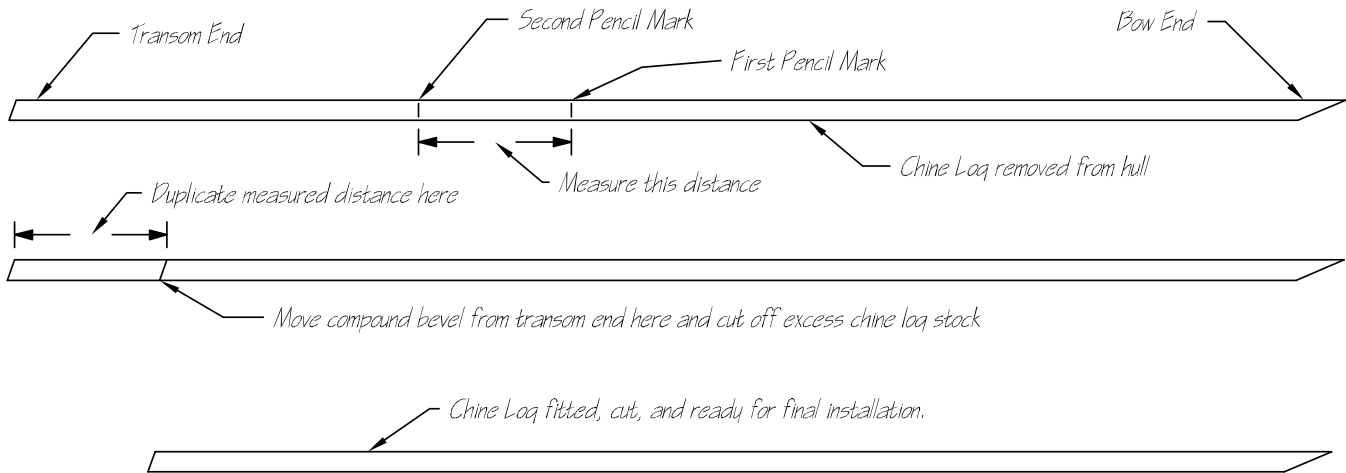 Transom End
Second Pencil Mark
Bow End
First Pencil Mark
Chine Log removed from hull
Measure this distance
Duplicate measured distance here
Move compound bevel from transom end here and cut off excess chine log stock
Chine Log fitted, cut, and ready for final installation.